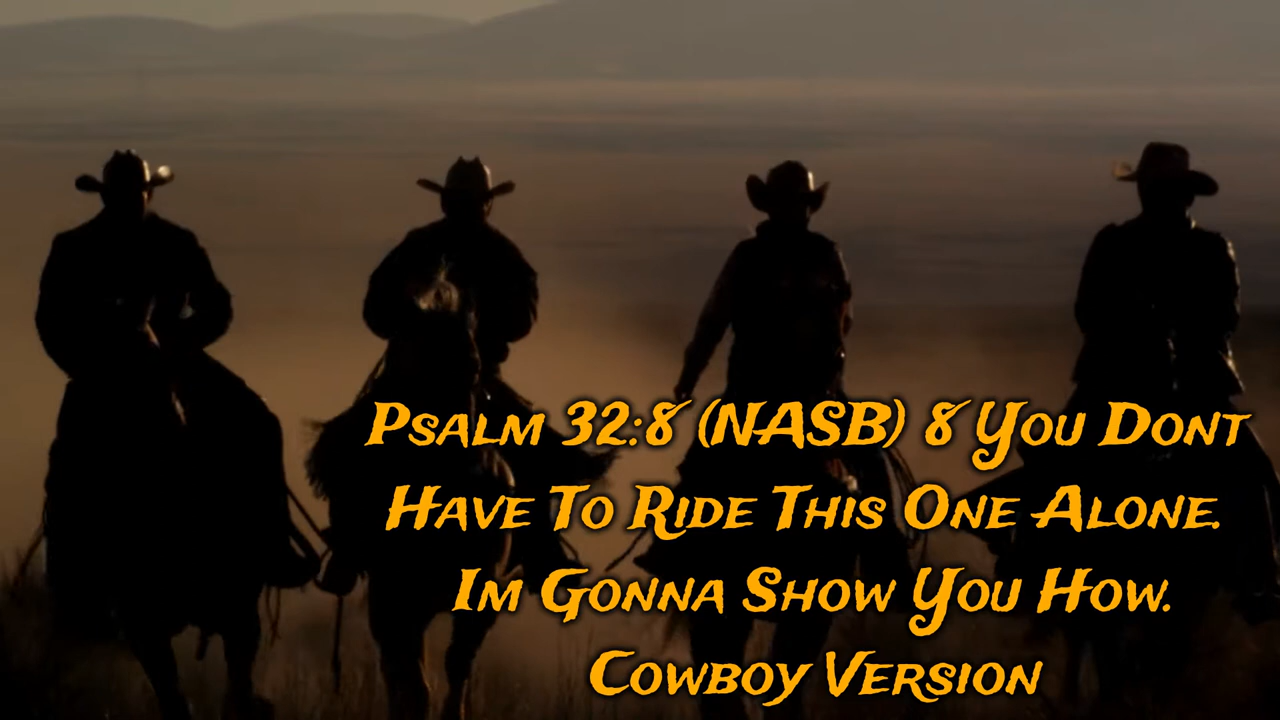 Psalm 32:8 (NASB) 8 You Dont
Have To Ride This One Alone.
Im Gonna Show You How.
Cowboy Version